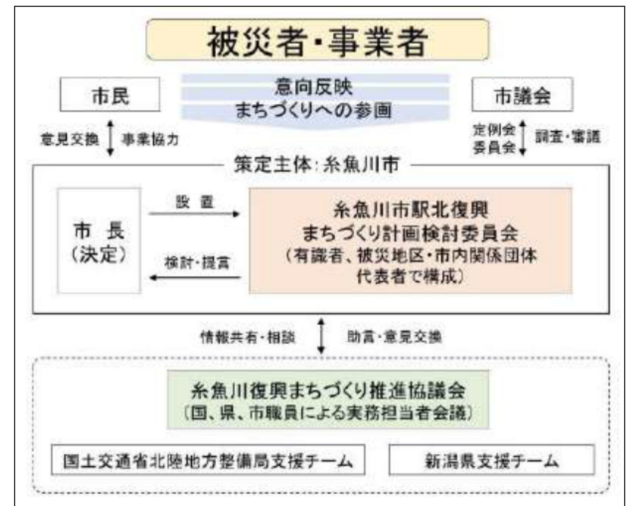 被災者・事業者
意向反映
まちづくりへの参画
市民
市議会
意見交換
事業協力
定例会
委員会
調査・審議
策定主体：糸魚川市
市 長
（決定）
設 置
検討・提言
糸魚川市駅北復興
まちづくり計画検討委員会
（有識者、被災地区・市内関係団体
代表者で構成）
情報共有・相談
助言・意見交換
糸魚川復興まちづくり推進協議会
（国、県、市職員による実務担当者会議）
国土交通省北陸地方整備局支援チーム
新潟県支援チーム